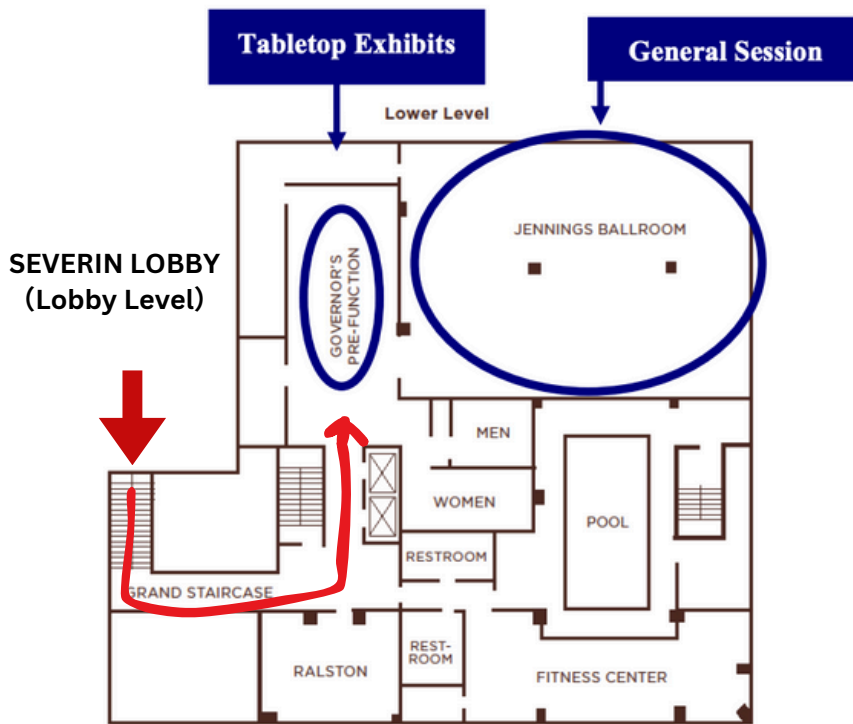 Tabletop Exhibits
General Session
Lower Level
JENNINGS BALLROOM
SEVERIN LOBBY
(Lobby Level)
GOVERNOR'S
PRE-FUNCTION
MEN
WOMEN
POOL
RESTROOM
GRAND STAIRCASE
REST-
ROOM
RALSTON
FITNESS CENTER